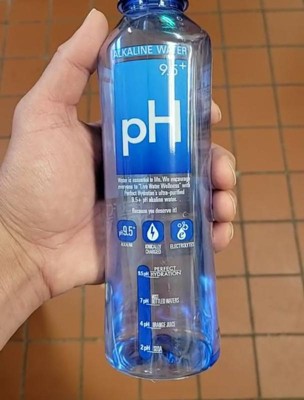 ALKALINE WATER
9.5+
pH
Water is essential to life. We encourage
everyone to "Live Water Wellness" with
Perfect Hydration's ultra-purified
9.5+ pH alkaline water.
Because you deserve it!
pH9.5+
ALKALINE
IONICALLY
CHARGED
ELECTROLYTES
PERFECT
HYDRATION
9.5 pH
7 pH
BOTTLED WATERS
4 pH
ORANGE JUICE
2 pH
SODA